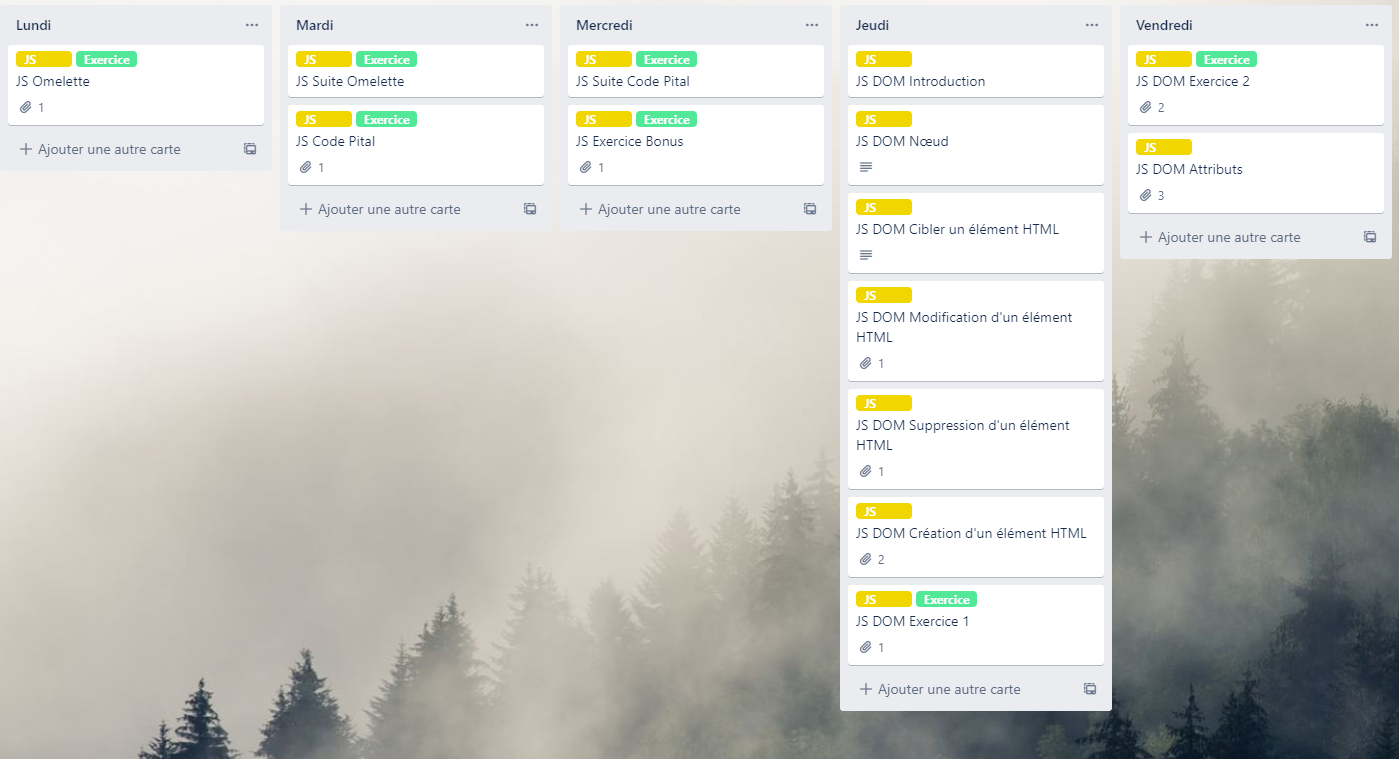 Lundi
JS Exercice
JS Omelette
1
Ajouter une autre carte
Mardi
JS Exercice
JS Suite Omelette
JS Exercice
JS Code Pital
1
Ajouter une autre carte
Mercredi
JS Exercice
JS Suite Code Pital
JS Exercice
JS Exercice Bonus
1
Ajouter une autre carte
Jeudi
JS
JS DOM Introduction
JS
JS DOM Nœud
JS
JS DOM Cibler un élément HTML
JS
JS DOM Modification d'un élément
HTML
1
JS
JS DOM Suppression d'un élément
HTML
1
JS
JS DOM Création d'un élément HTML
2
JS Exercice
JS DOM Exercice 1
1
Ajouter une autre carte
Vendredi
JS Exercice
JS DOM Exercice 2
2
JS
JS DOM Attributs
3
Ajouter une autre carte